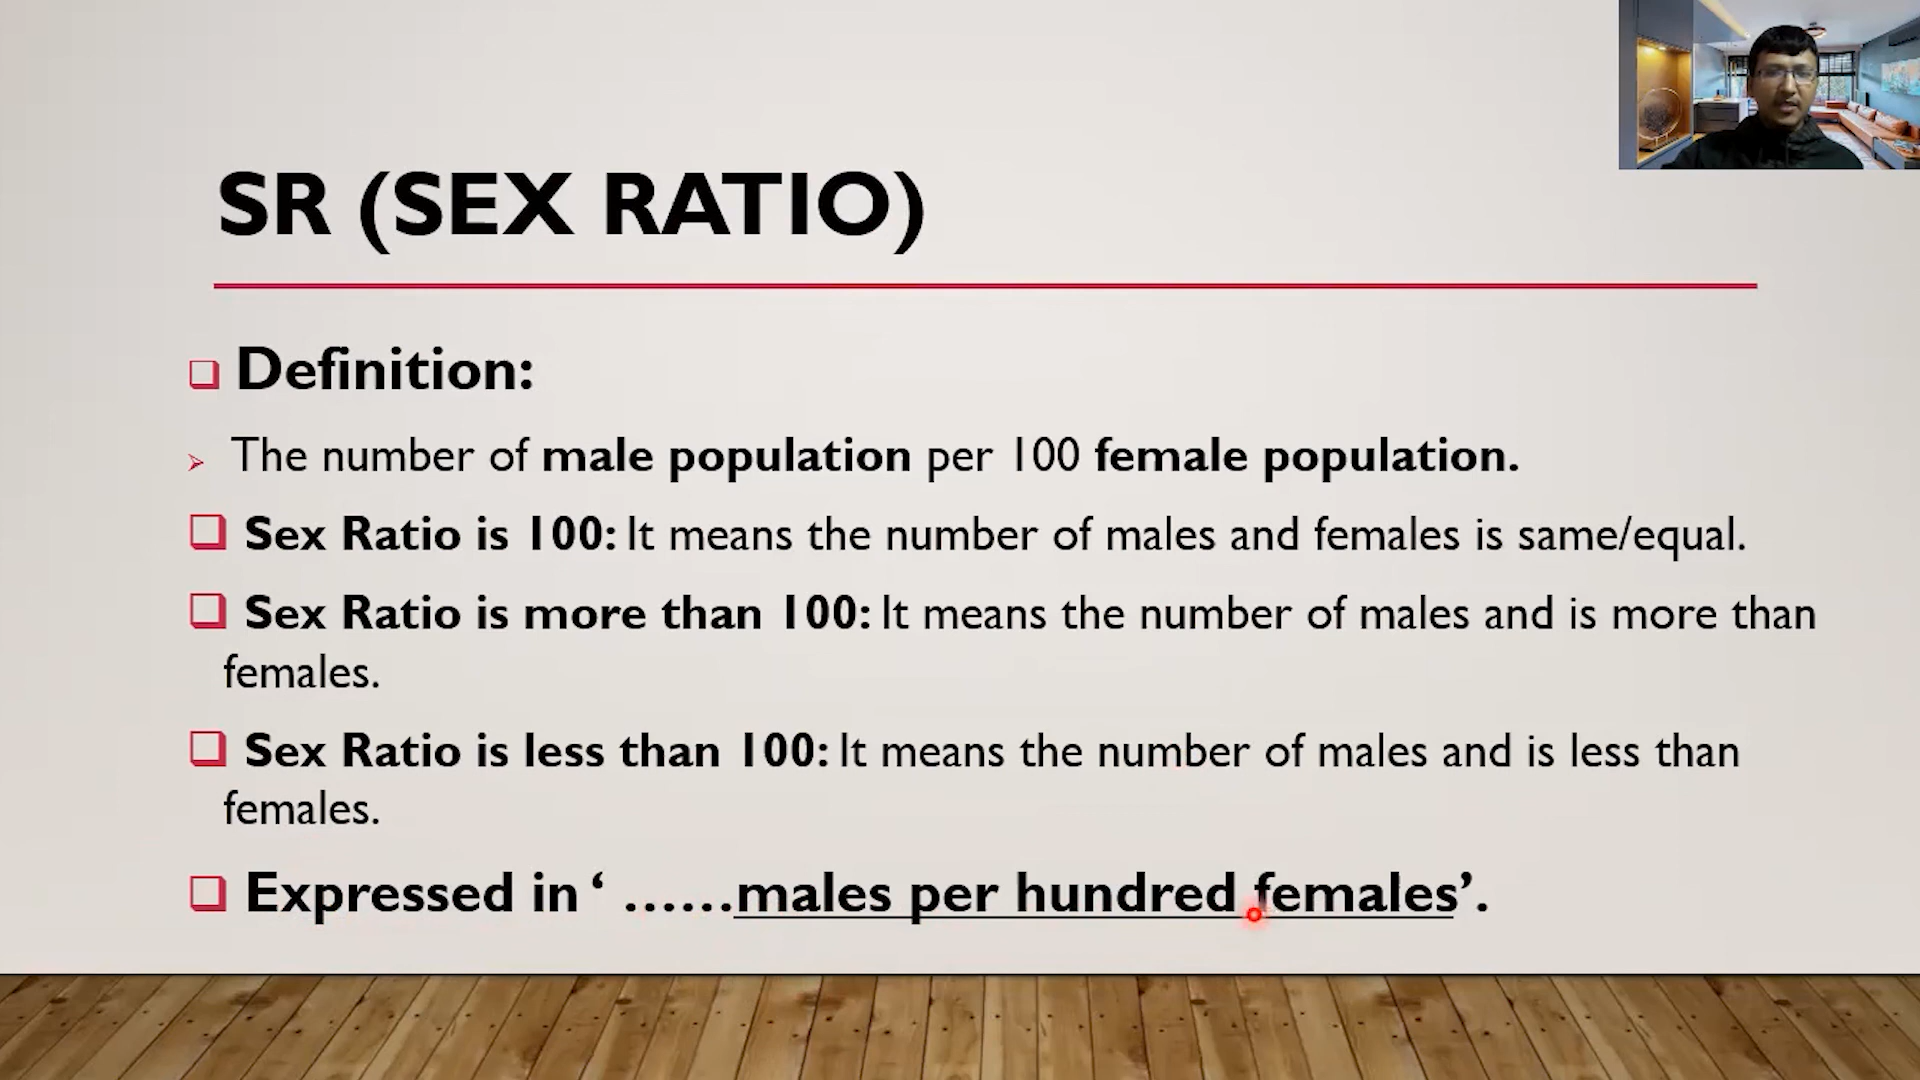 SR (SEX RATIO)
Definition:
The number of male population per 100 female population.
Sex Ratio is 100: It means the number of males and females is same/equal.
Sex Ratio is more than 100: It means the number of males and is more than
females.
Sex Ratio is less than 100: It means the number of males and is less than
females.
Expressed in ‘ ......males per hundred females’.